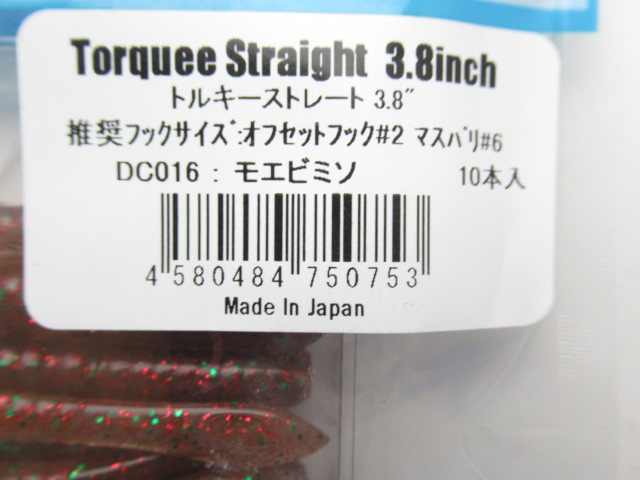 Torquee Straight 3.8inch
トルキーストレート 3.8″
推奨フックサイズ:オフセットフック#2 マスバリ#6
DC016 : モエビミソ 10本入
4 580484 750753
Made In Japan